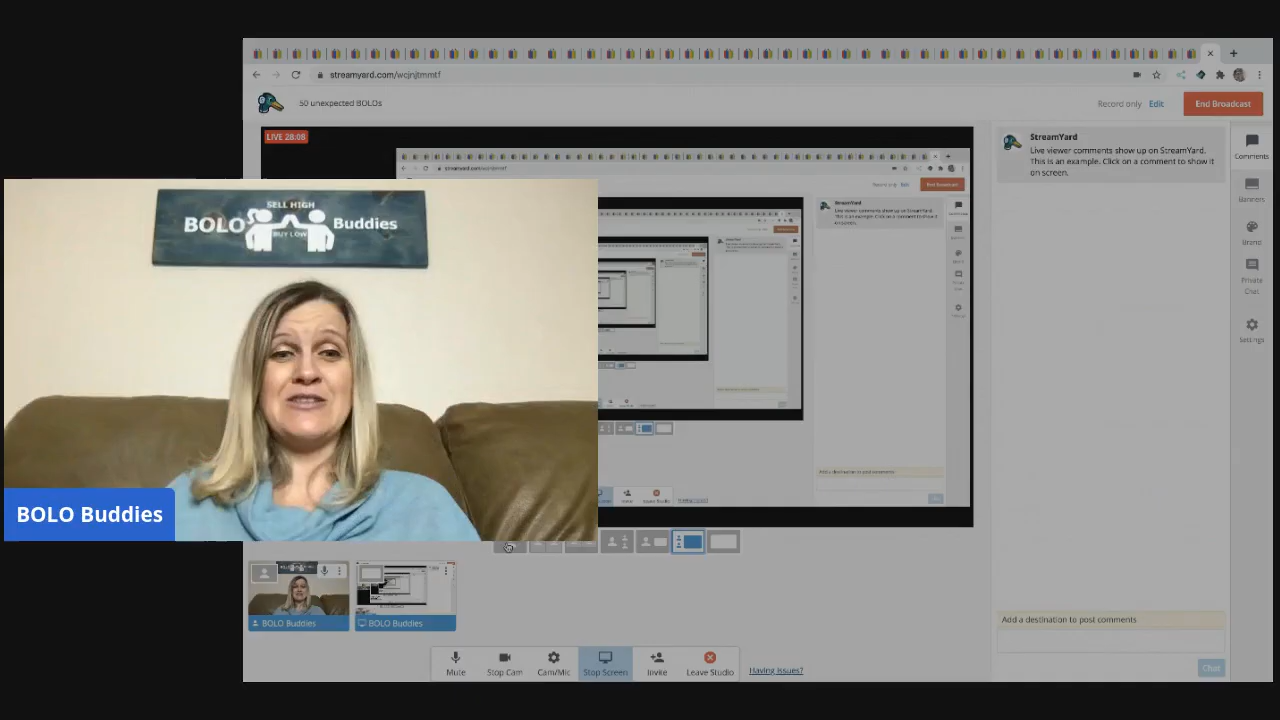 streamyard.com/wcjnjtmmtf
50 unexpected BOLOs
Record only
Edit
End Broadcast
LIVE 28:08
StreamYard
Live viewer comments show up on StreamYard.
This is an example. Click on a comment to show it
on screen.
Comments
Banners
Brand
Private
Chat
Settings
SELL HIGH
BOLO
Buddies
BUY LOW
BOLO Buddies
BOLO Buddies
BOLO Buddies
Add a destination to post comments
Chat
Mute
Stop Cam
Cam/Mic
Stop Screen
Invite
Leave Studio
Having issues?